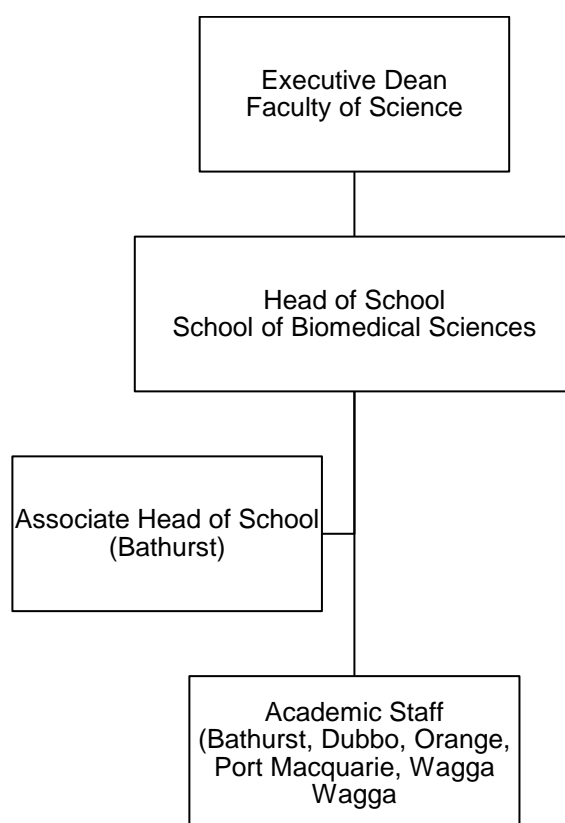 Executive Dean
Faculty of Science
Head of School
School of Biomedical Sciences
Associate Head of School
(Bathurst)
Academic Staff
(Bathurst, Dubbo, Orange,
Port Macquarie, Wagga
Wagga